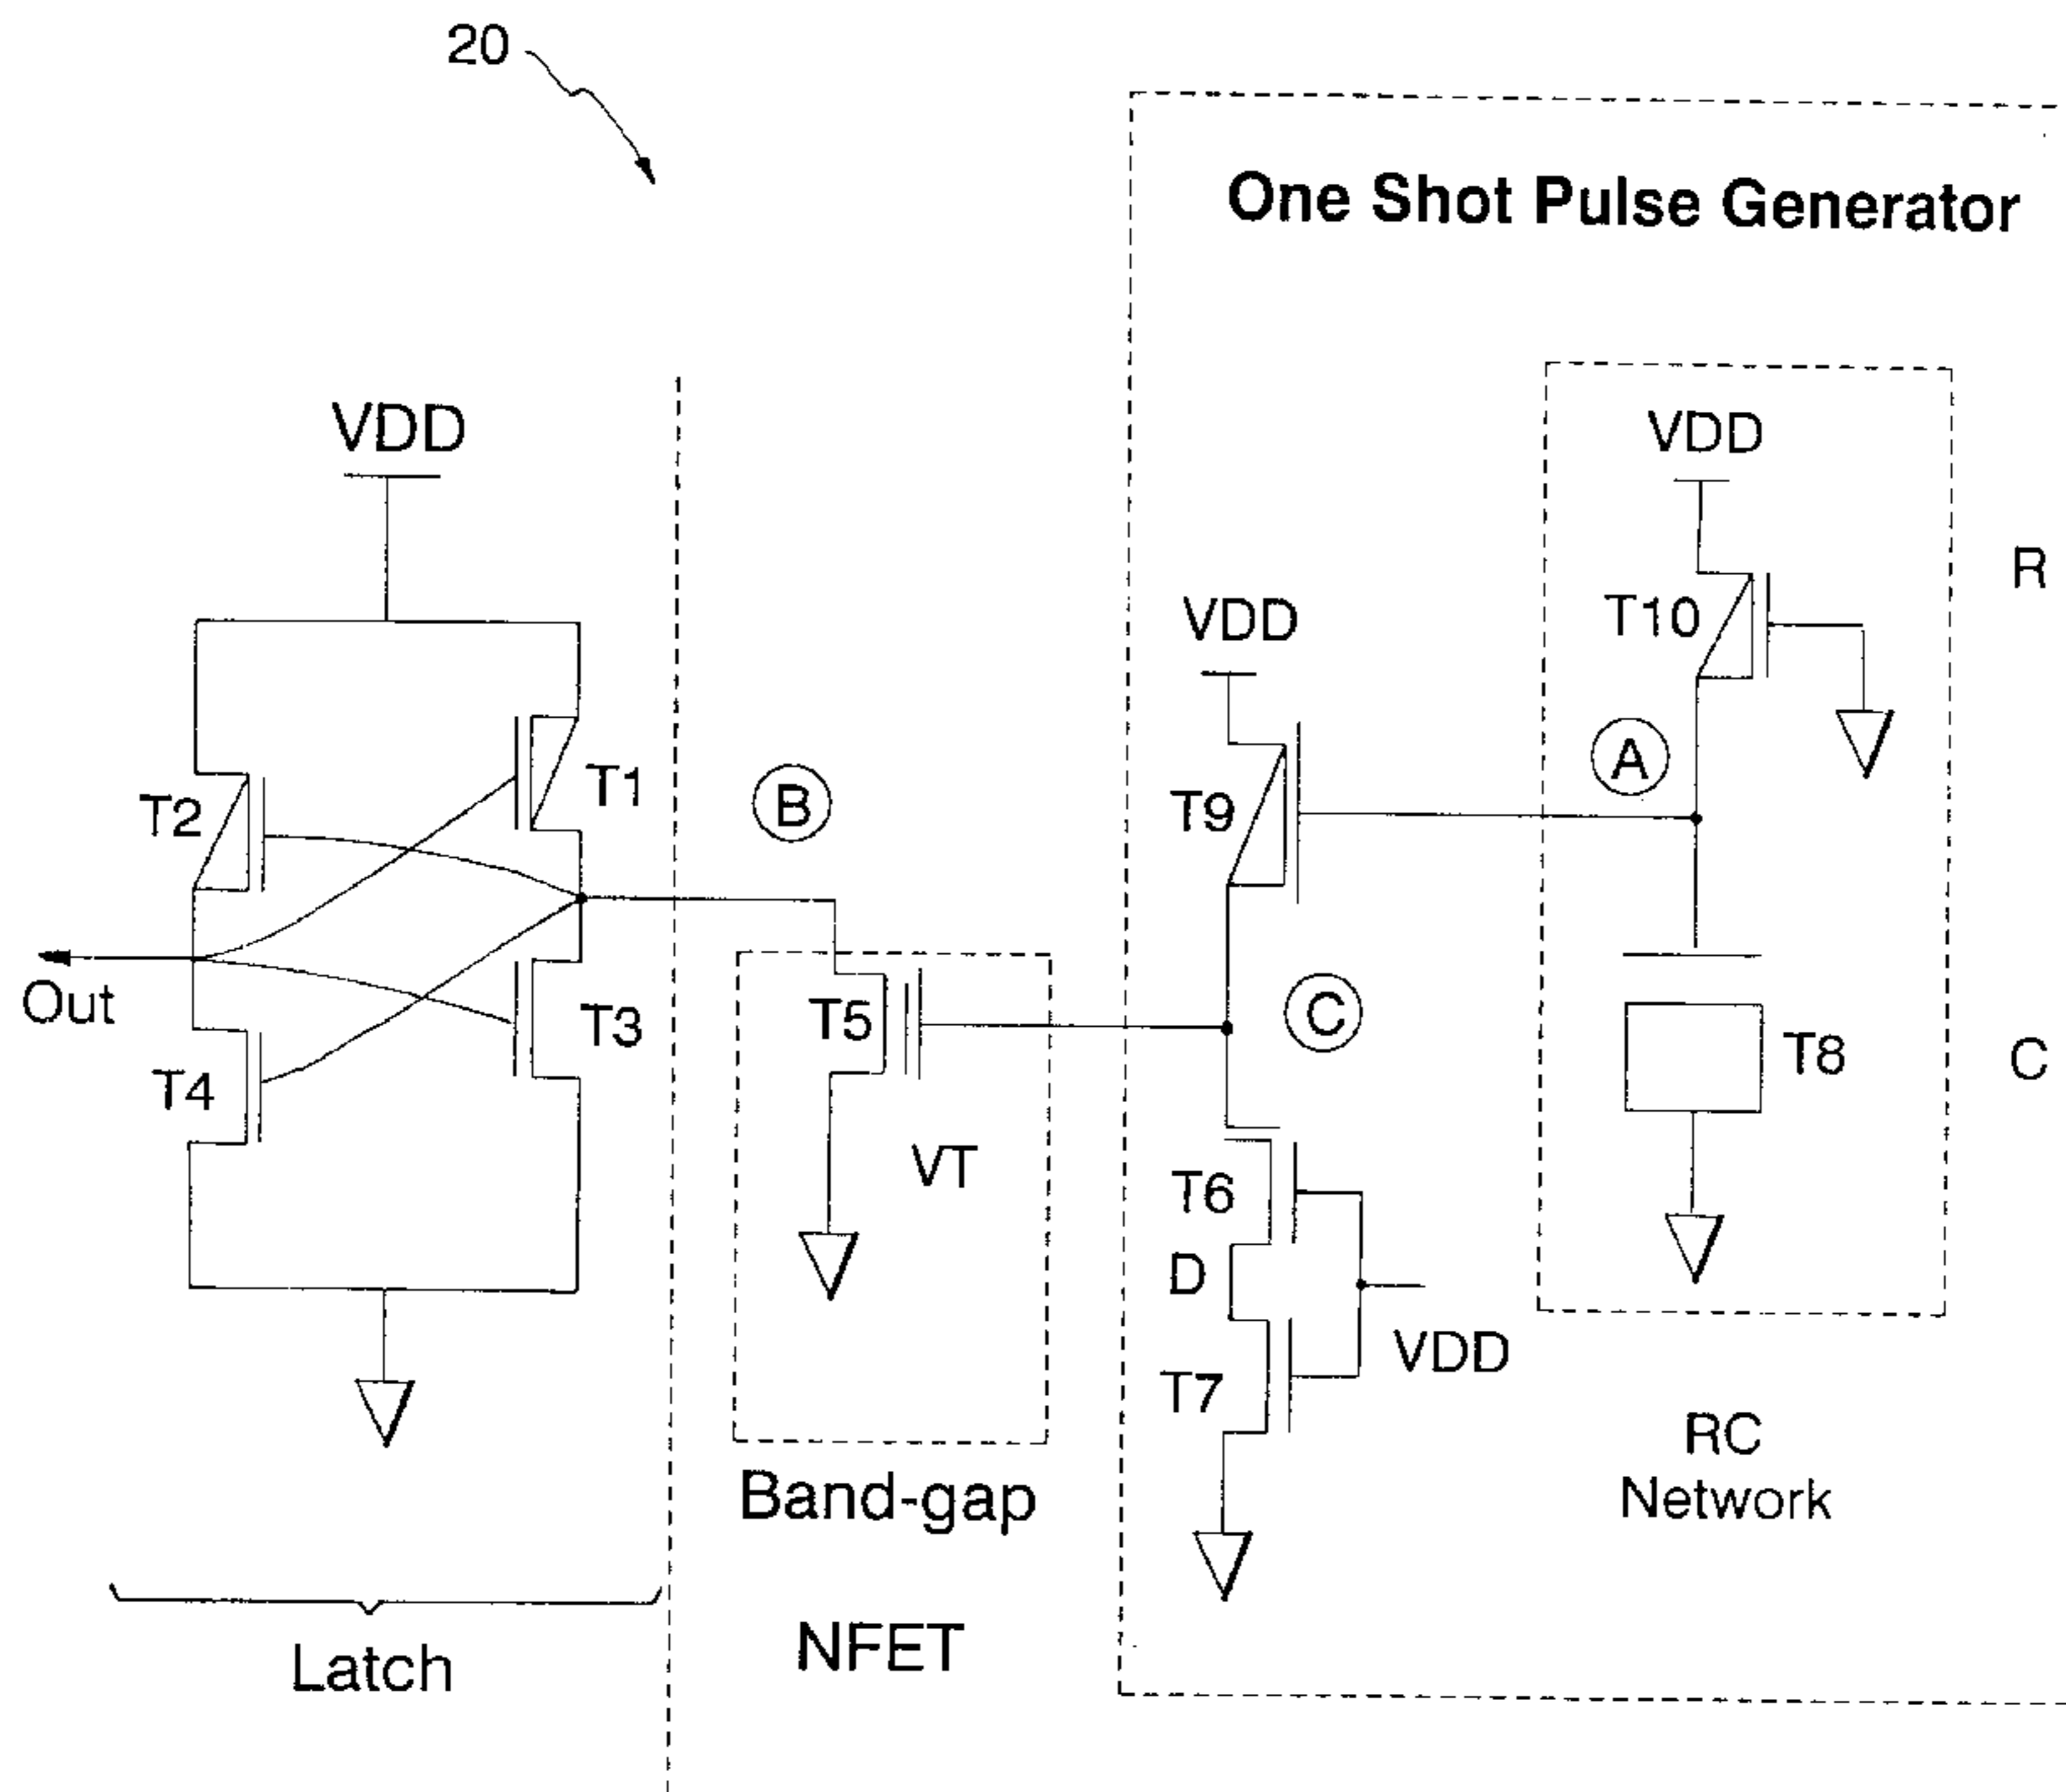 20
One Shot Pulse Generator
VDD
VDD
R
T10
VDD
A
T1
T2
B
T9
Out
T3
T5
C
T8
C
T4
VT
T6
D
VDD
T7
RC
Network
Band-gap
NFET
Latch